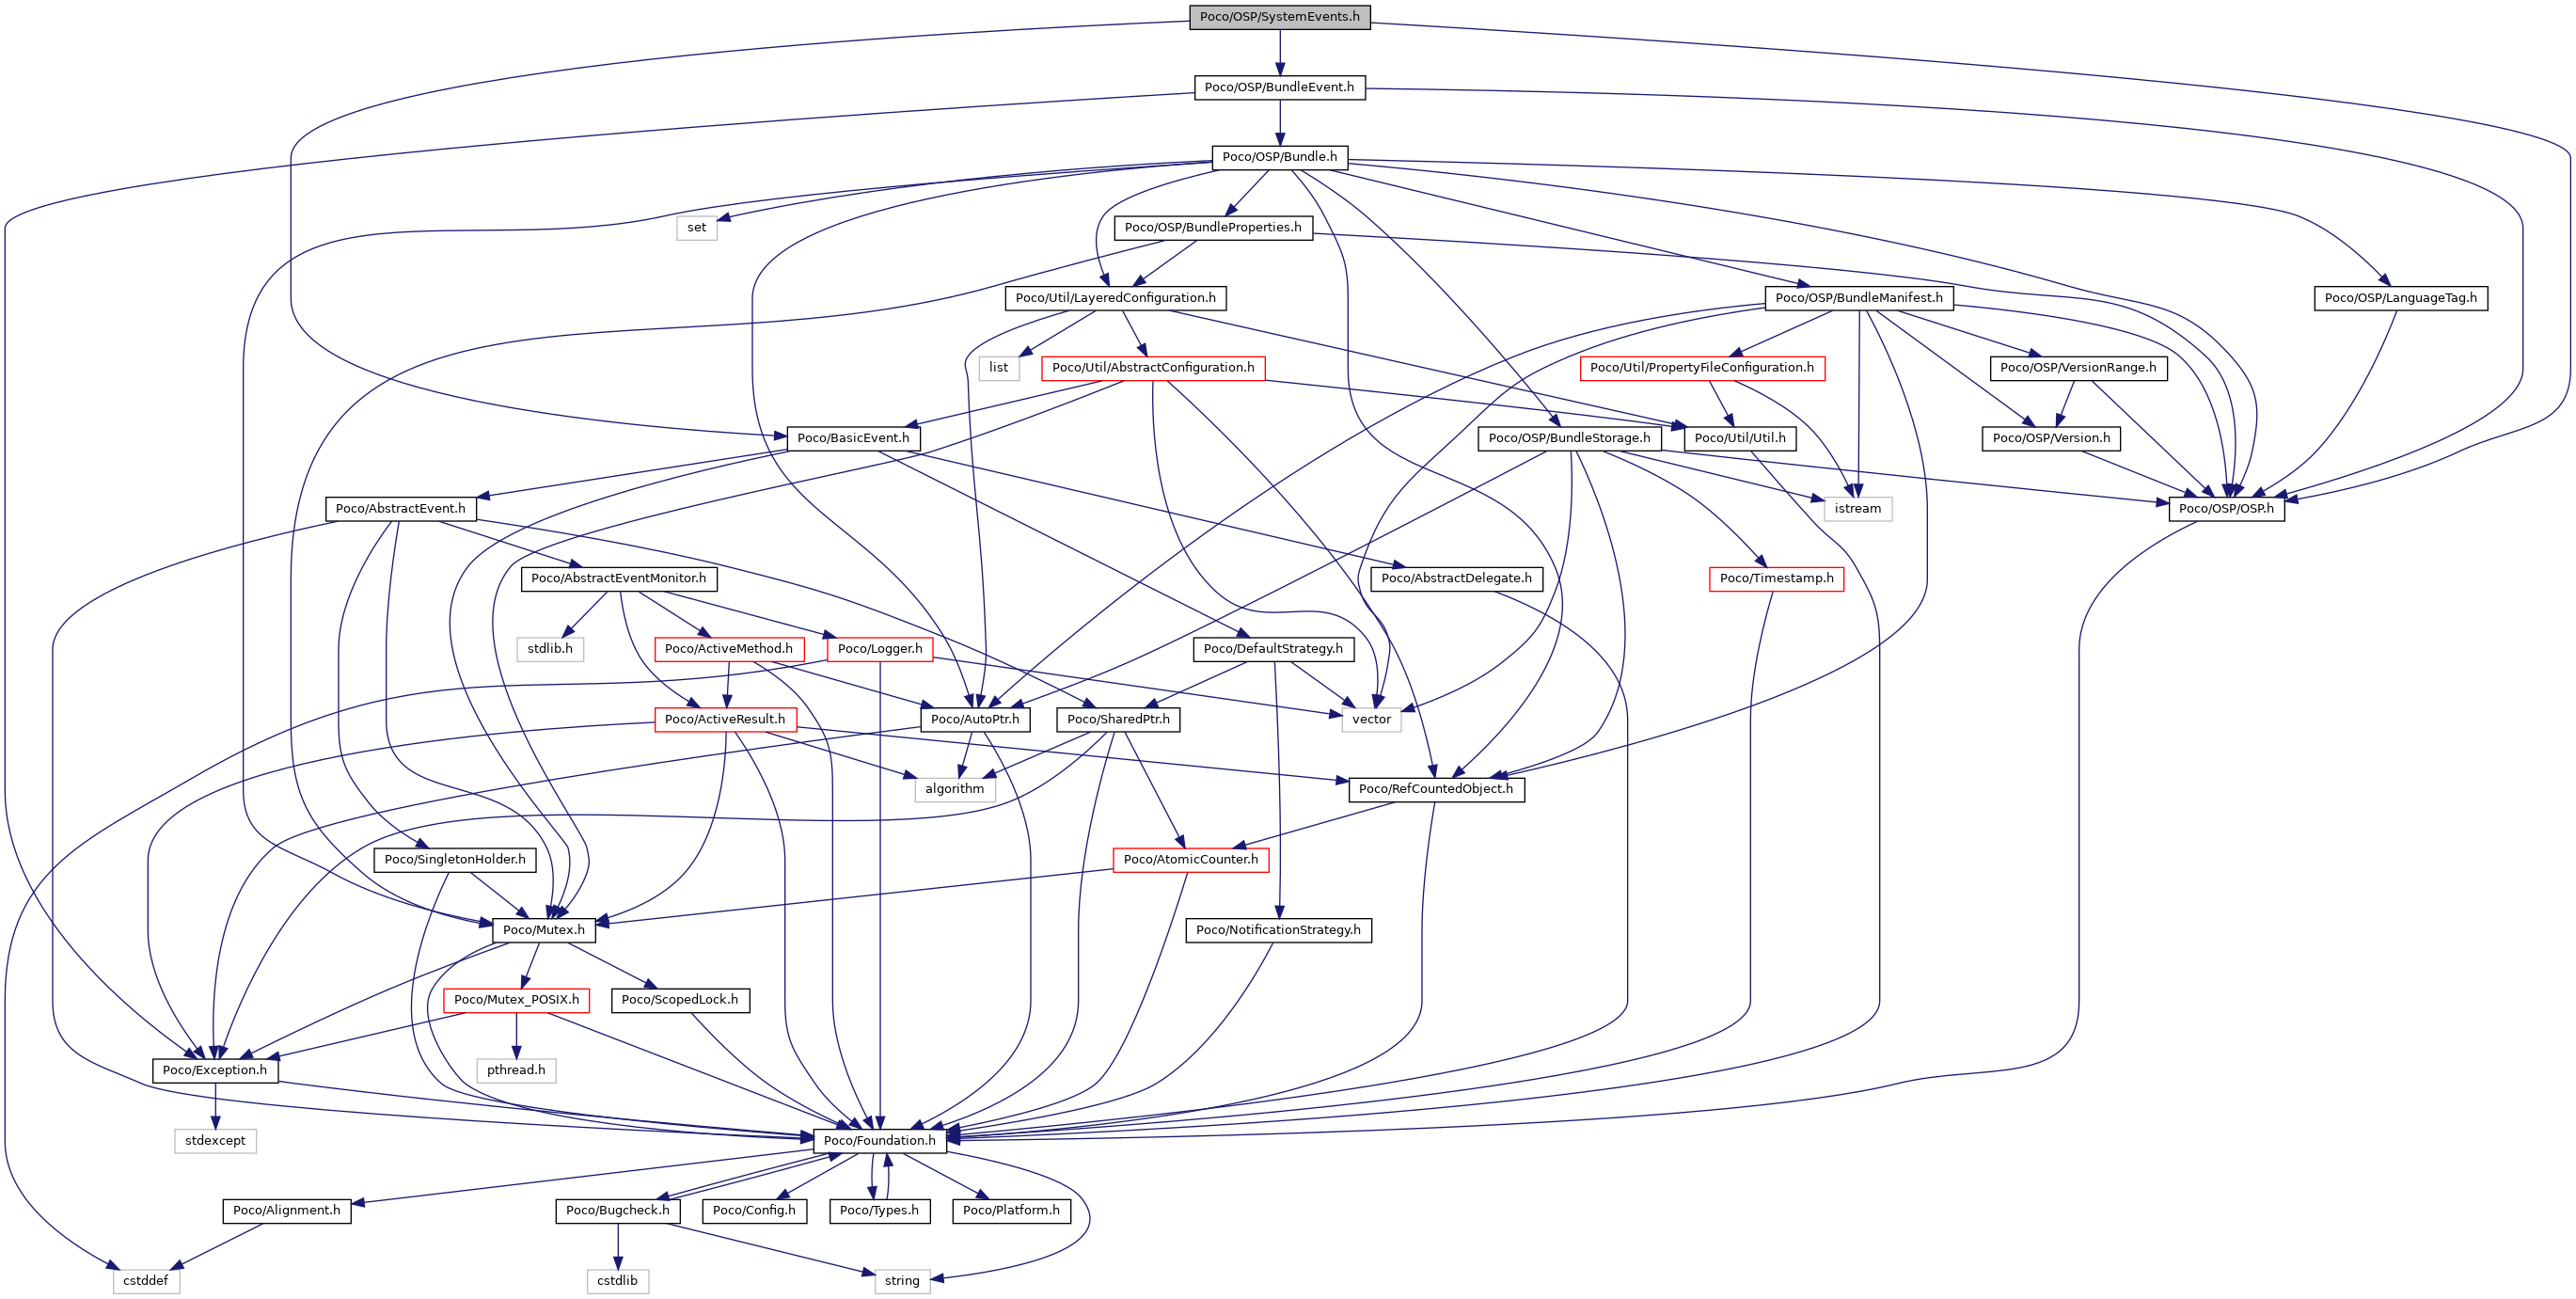 Poco/OSP/SystemEvents.h
Poco/OSP/BundleEvent.h
Poco/OSP/Bundle.h
set
Poco/OSP/BundleProperties.h
Poco/Util/LayeredConfiguration.h
Poco/OSP/BundleManifest.h
Poco/OSP/LanguageTag.h
list
Poco/Util/AbstractConfiguration.h
Poco/Util/PropertyFileConfiguration.h
Poco/OSP/VersionRange.h
Poco/BasicEvent.h
Poco/OSP/BundleStorage.h
Poco/Util/Util.h
Poco/OSP/Version.h
Poco/AbstractEvent.h
istream
Poco/OSP/OSP.h
Poco/AbstractEventMonitor.h
Poco/AbstractDelegate.h
Poco/Timestamp.h
stdlib.h
Poco/ActiveMethod.h
Poco/Logger.h
Poco/DefaultStrategy.h
Poco/ActiveResult.h
Poco/AutoPtr.h
Poco/SharedPtr.h
vector
algorithm
Poco/RefCountedObject.h
Poco/SingletonHolder.h
Poco/AtomicCounter.h
Poco/Mutex.h
Poco/NotificationStrategy.h
Poco/Mutex_POSIX.h
Poco/ScopedLock.h
Poco/Exception.h
pthread.h
stdexcept
Poco/Foundation.h
Poco/Alignment.h
Poco/Bugcheck.h
Poco/Config.h
Poco/Types.h
Poco/Platform.h
cstddef
cstdlib
string